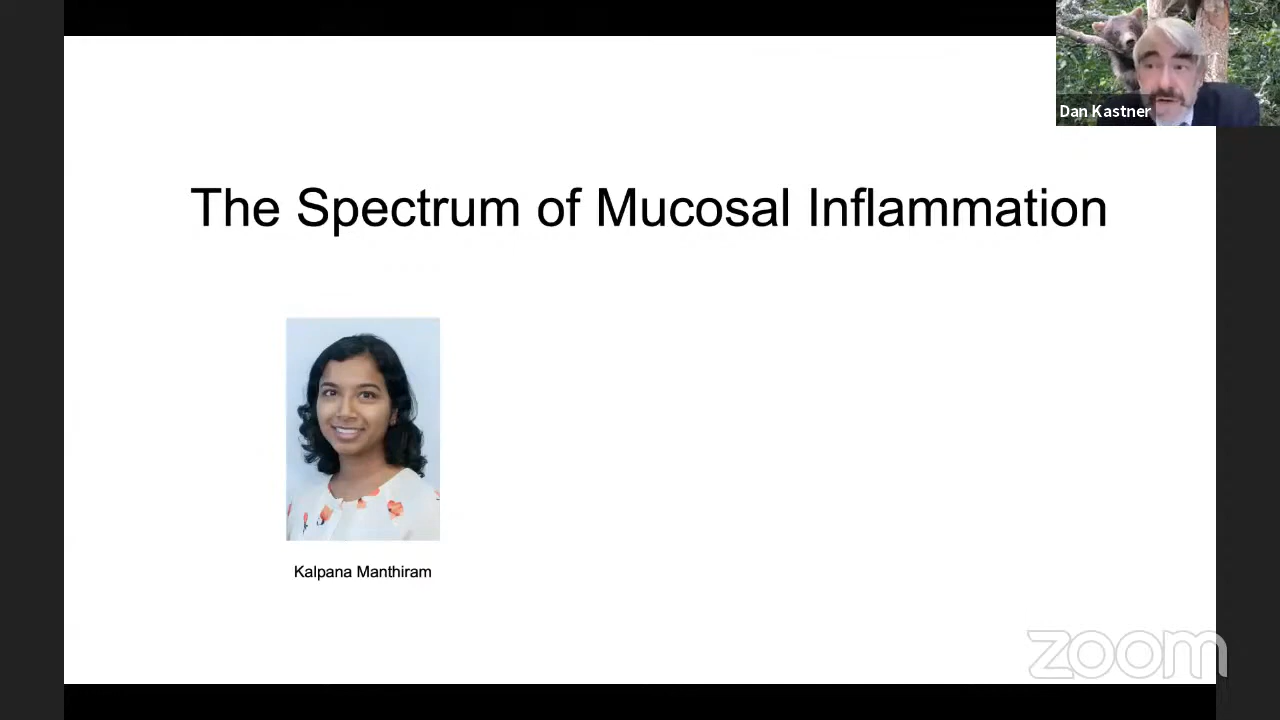 Dan Kastner
The Spectrum of Mucosal Inflammation
Kalpana Manthiram
zoom